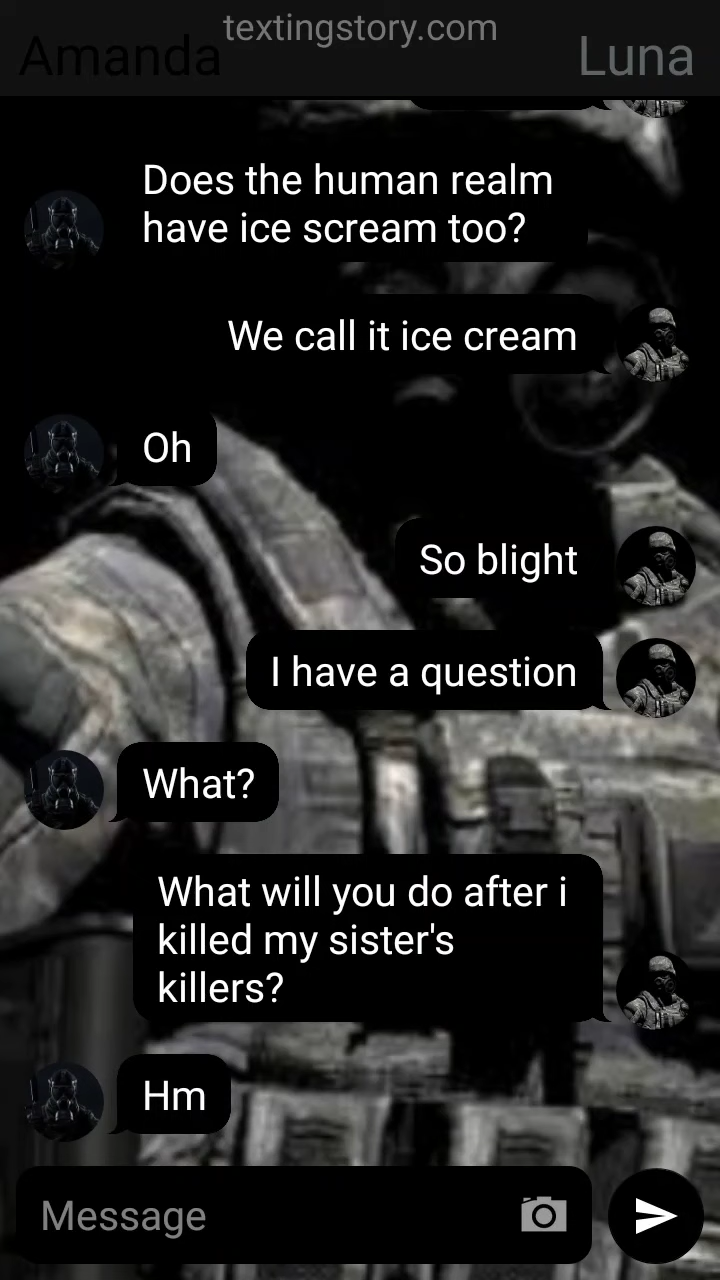 textingstory.com
Amanda
Luna
Does the human realm
have ice scream too?
We call it ice cream
Oh
So blight
I have a question
What?
What will you do after i
killed my sister's
killers?
Hm
Message